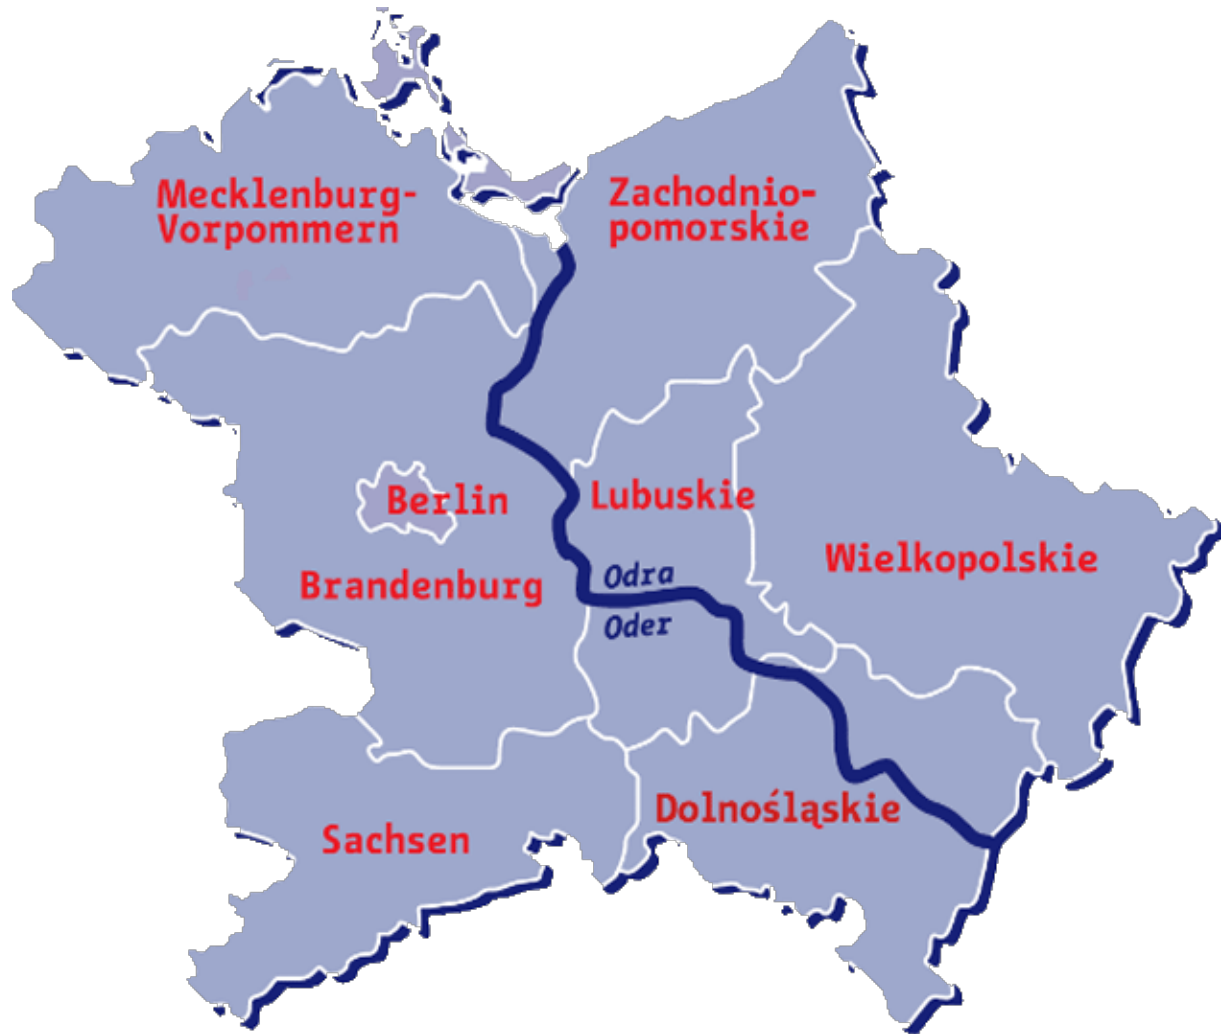 Mecklenburg-
Vorpommern
Zachodnio-
pomorskie
Berlin
Lubuskie
Brandenburg
Wielkopolskie
Odra
Oder
Sachsen
Dolnośląskie